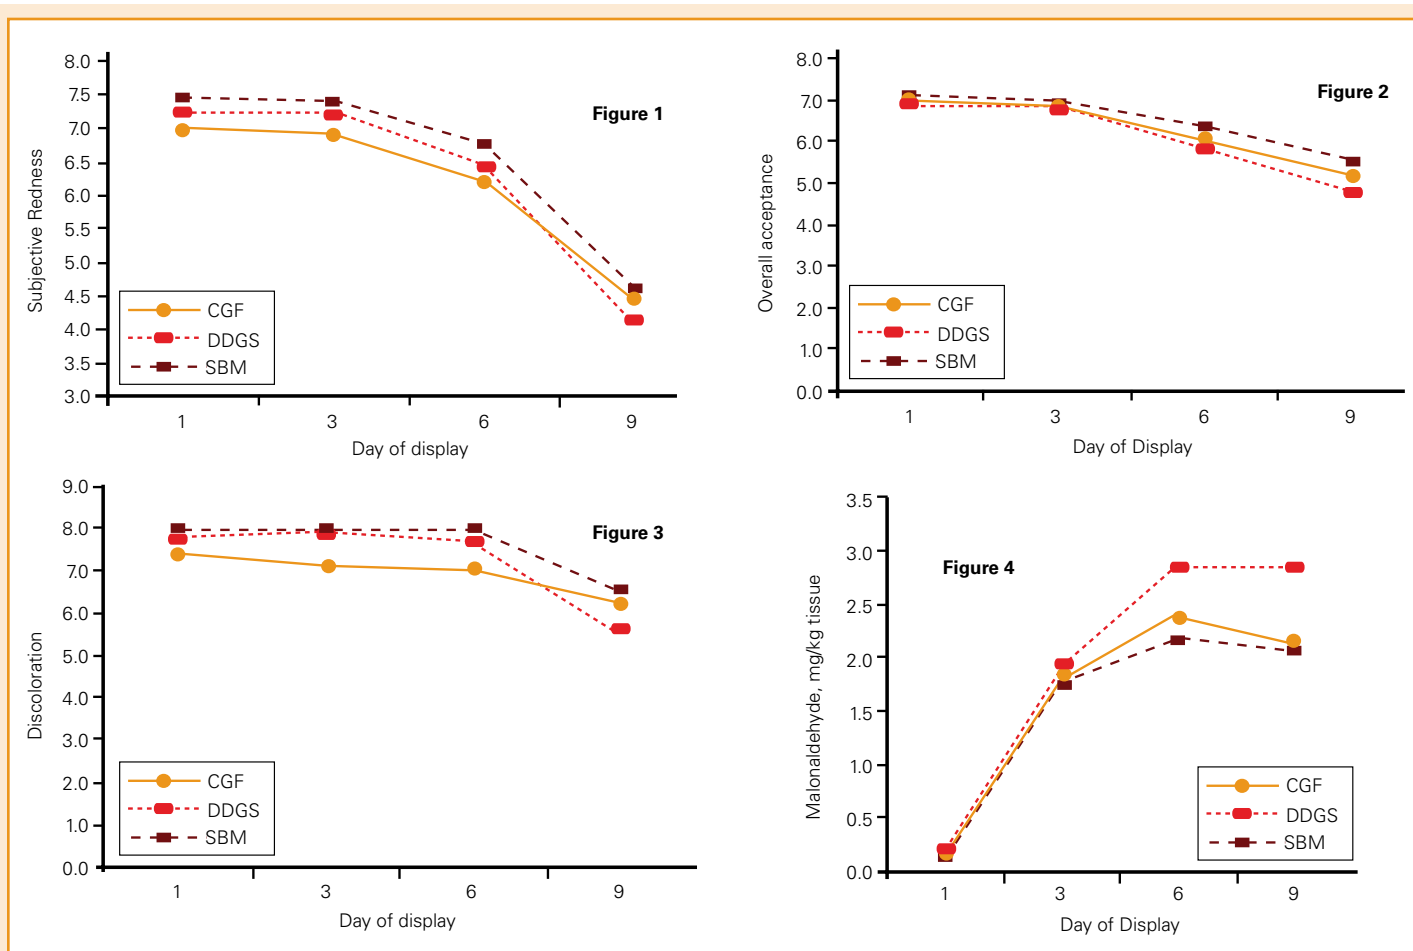 8.0
7.5
7.0
6.5
6.0
5.5
5.0
4.5
4.0
3.5
3.0
Subjective Redness
Figure 1
CGF
DDGS
SBM
1 3 6 9
Day of display
8.0
7.0
6.0
5.0
4.0
3.0
2.0
1.0
0.0
Overall acceptance
Figure 2
CGF
DDGS
SBM
1 3 6 9
Day of Display
9.0
8.0
7.0
6.0
5.0
4.0
3.0
2.0
1.0
0.0
Discoloration
Figure 3
CGF
DDGS
SBM
1 3 6 9
Day of display
3.5
3.0
2.5
2.0
1.5
1.0
0.5
0.0
Malonaldehyde, mg/kg tissue
Figure 4
CGF
DDGS
SBM
1 3 6 9
Day of Display